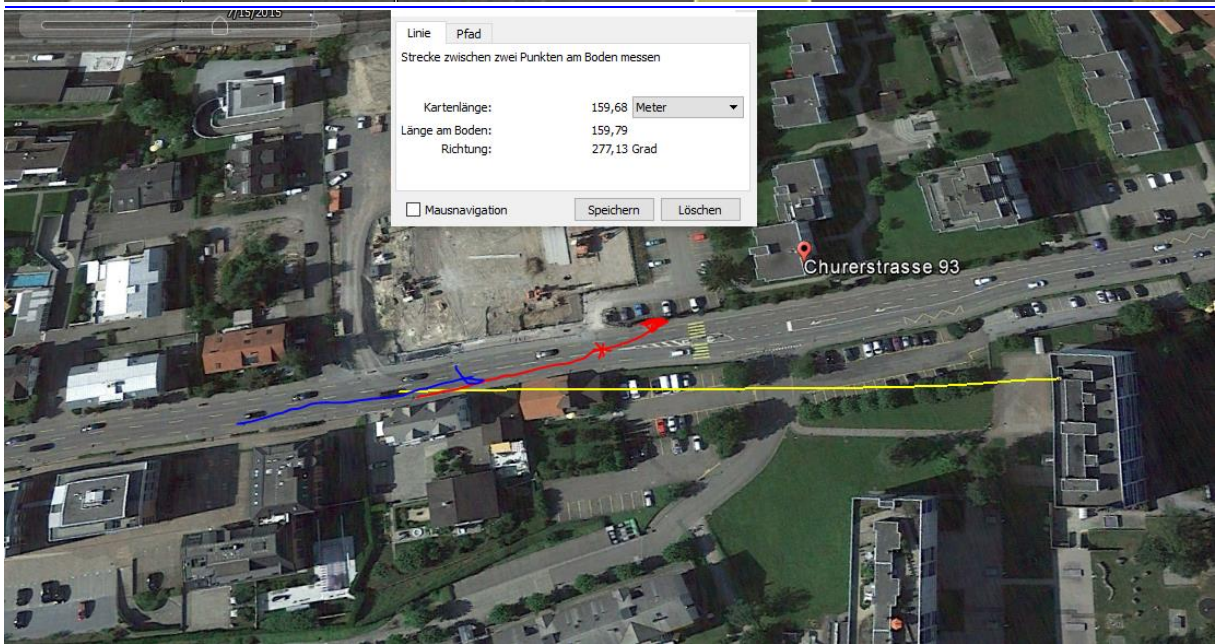 7/15/2015
Linie Pfad
Strecke zwischen zwei Punkten am Boden messen
Kartenlänge: 159,68 Meter
Länge am Boden: 159,79
Richtung: 277,13 Grad
Mausnavigation Speichern Löschen
Churerstrasse 93